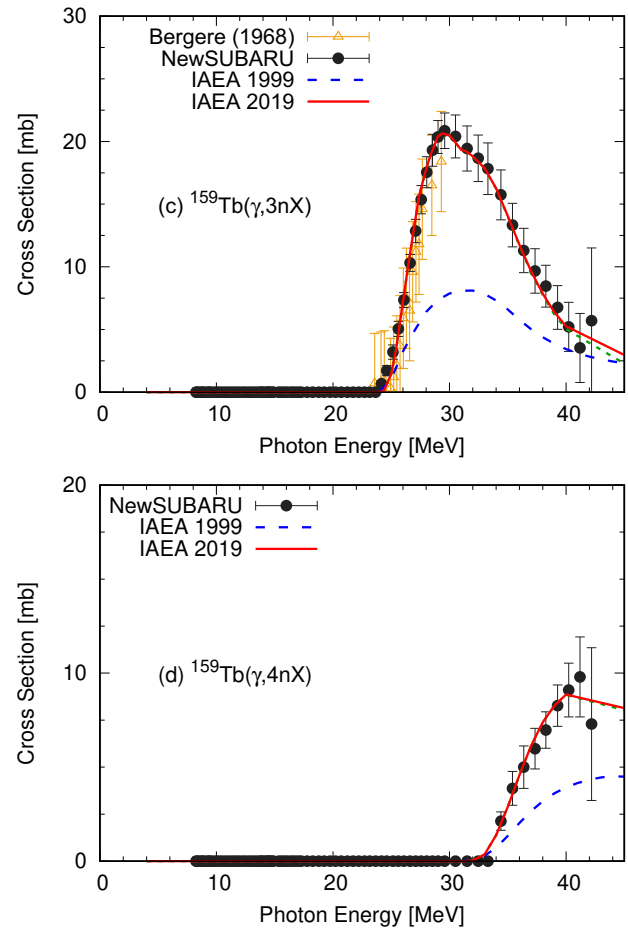 30
20
10
0
Cross Section [mb]
Bergere (1968)
NewSUBARU
IAEA 1999
IAEA 2019
(c) ¹⁵⁹Tb(γ,3nX)
0 10 20 30 40
Photon Energy [MeV]
20
10
0
Cross Section [mb]
NewSUBARU
IAEA 1999
IAEA 2019
(d) ¹⁵⁹Tb(γ,4nX)
0 10 20 30 40
Photon Energy [MeV]